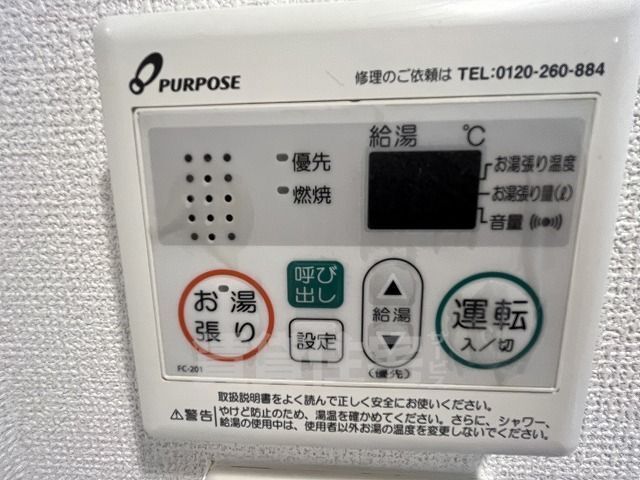 PURPOSE
修理のご依頼は TEL:0120-260-884
給湯 ℃
優先
燃焼
お湯張り温度
お湯張り量(ℓ)
音量
お湯
張り
呼び
出し
設定
給湯
(優先)
運転
入/切
FC-201
取扱説明書をよく読んで正しく安全にお使いください。
警告 やけど防止のため、湯温を確かめてください。さらに、シャワー、
給湯の使用中は、使用者以外お湯の温度を変更しないでください。